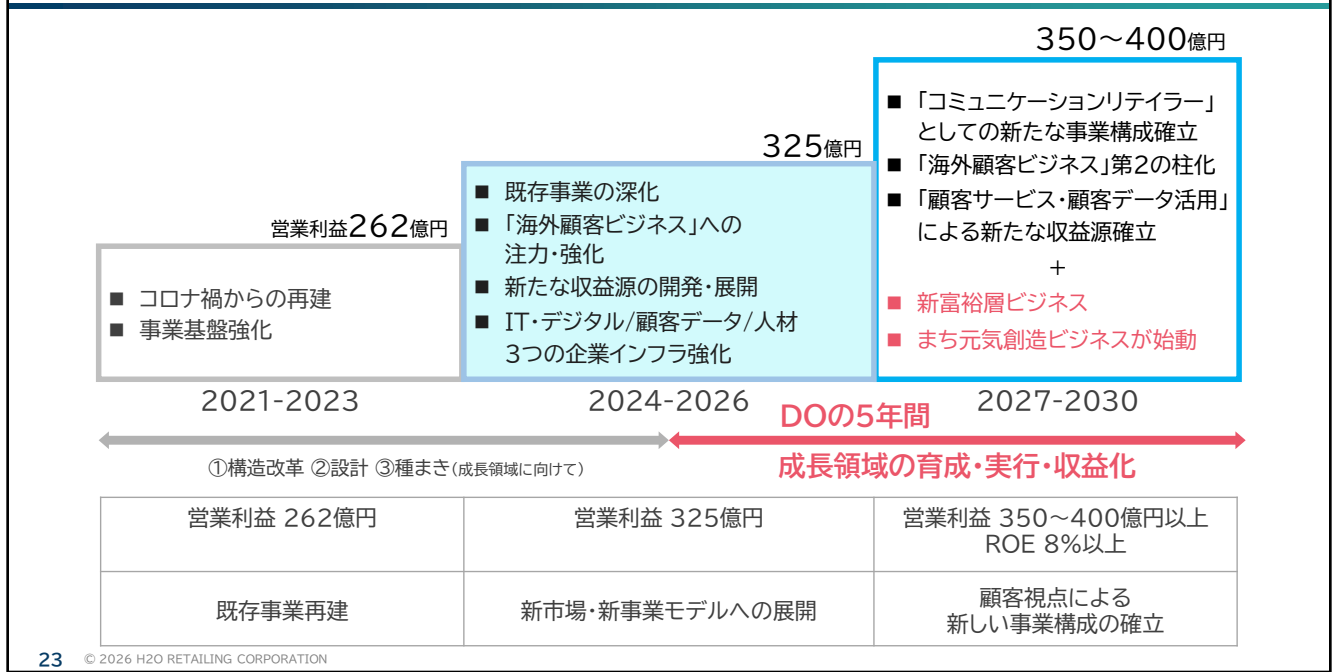 350～400億円
■ 「コミュニケーションリテイラー」
としての新たな事業構成確立
■ 「海外顧客ビジネス」第2の柱化
■ 「顧客サービス・顧客データ活用」
による新たな収益源確立
+
■ 新富裕層ビジネス
■ まち元気創造ビジネスが始動
325億円
■ 既存事業の深化
■ 「海外顧客ビジネス」への
注力・強化
■ 新たな収益源の開発・展開
■ IT・デジタル/顧客データ/人材
3つの企業インフラ強化
営業利益262億円
■ コロナ禍からの再建
■ 事業基盤強化
2021-2023 2024-2026 2027-2030
DOの5年間
①構造改革 ②設計 ③種まき(成長領域に向けて)
成長領域の育成・実行・収益化
営業利益 262億円 営業利益 325億円 営業利益 350～400億円以上
ROE 8%以上
既存事業再建 新市場・新事業モデルへの展開 顧客視点による
新しい事業構成の確立
23 © 2026 H2O RETAILING CORPORATION